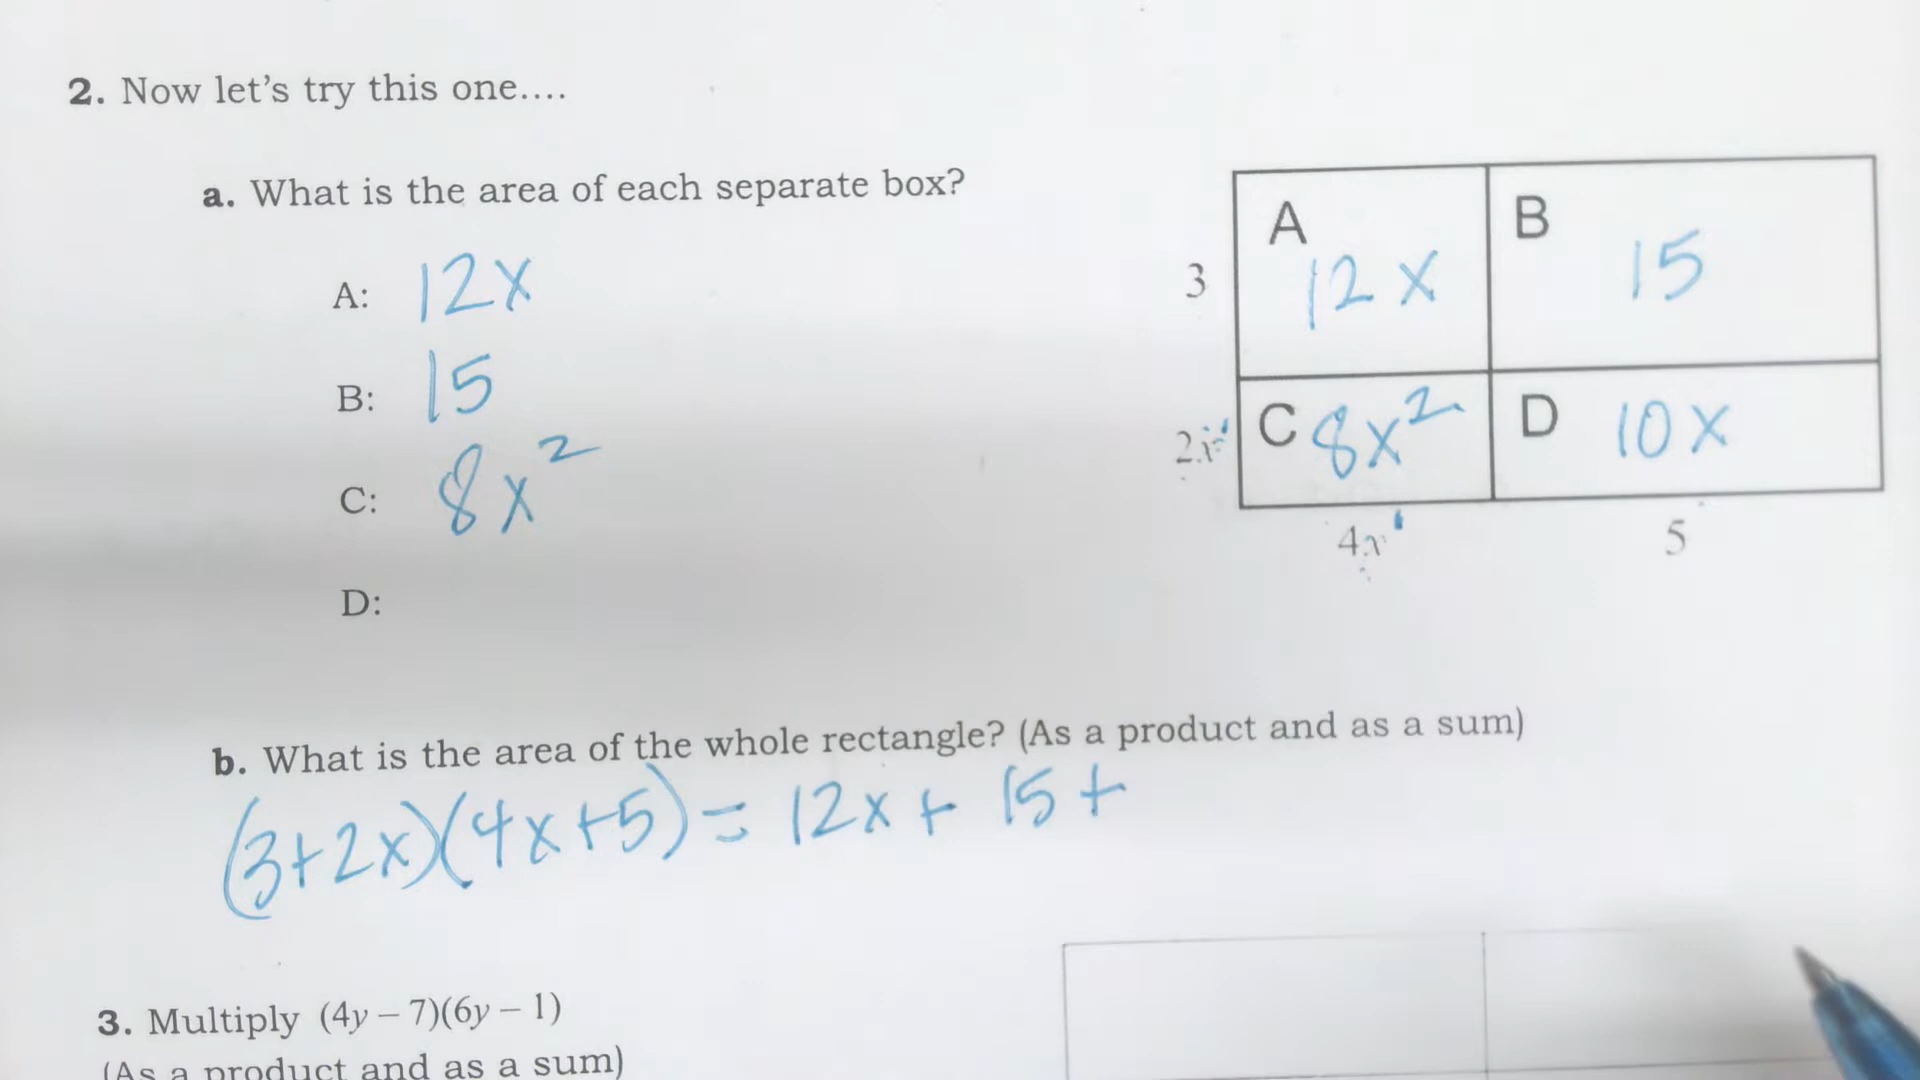 2. Now let's try this one....
a. What is the area of each separate box?
A: 12x
B: 15
C: 8x²
D:
A 12x
B 15
3
C 8x²
D 10x
2x
4x
5
b. What is the area of the whole rectangle? (As a product and as a sum)
(3+2x)(4x+5) = 12x + 15 +
3. Multiply (4y – 7)(6y – 1)
(As a product and as a sum)